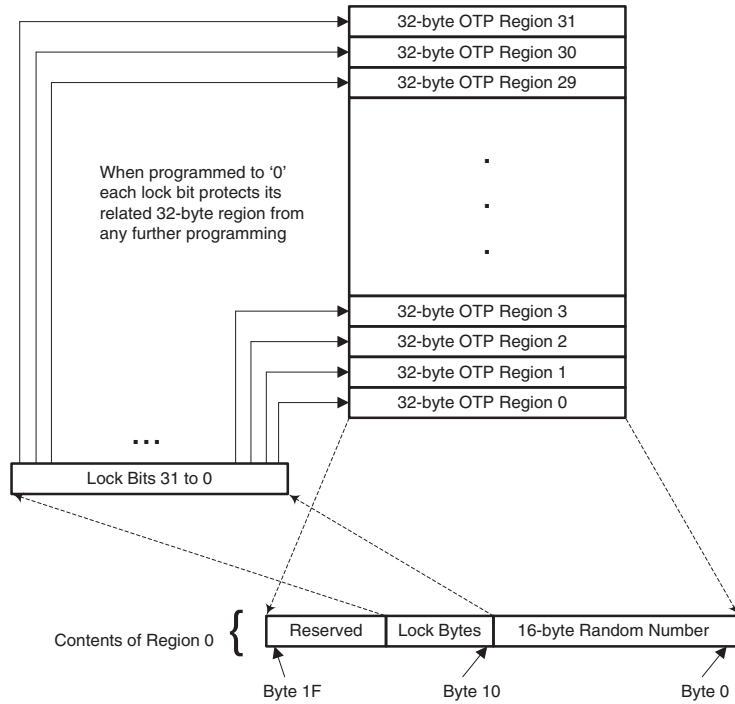 32-byte OTP Region 31
32-byte OTP Region 30
32-byte OTP Region 29
When programmed to ‘0’
each lock bit protects its
related 32-byte region from
any further programming
.
.
.
32-byte OTP Region 3
32-byte OTP Region 2
32-byte OTP Region 1
32-byte OTP Region 0
...
Lock Bits 31 to 0
Contents of Region 0 {
Reserved
Lock Bytes
16-byte Random Number
Byte 1F
Byte 10
Byte 0